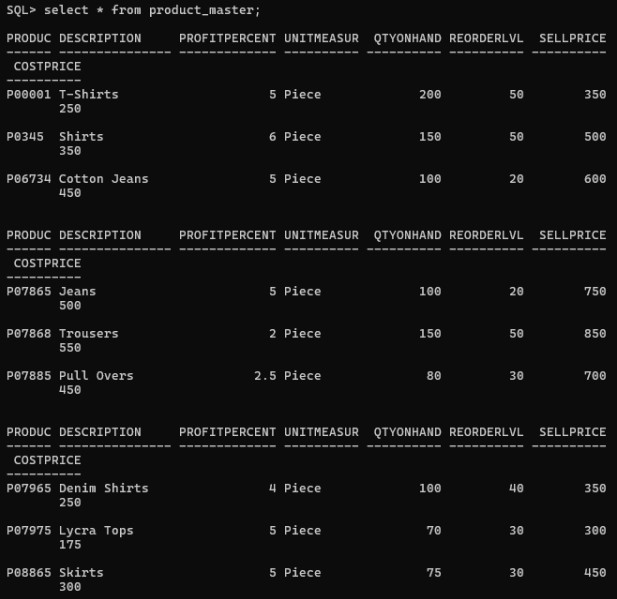 SQL> select * from product_master;
PRODUC DESCRIPTION     PROFITPERCENT UNITMEASUR  QTYONHAND REORDERLVL  SELLPRICE
------ --------------- ------------- ---------- ---------- ---------- ----------
 COSTPRICE
----------
P00001 T-Shirts                    5 Piece             200         50        350
       250
P0345  Shirts                      6 Piece             150         50        500
       350
P06734 Cotton Jeans                5 Piece             100         20        600
       450
PRODUC DESCRIPTION     PROFITPERCENT UNITMEASUR  QTYONHAND REORDERLVL  SELLPRICE
------ --------------- ------------- ---------- ---------- ---------- ----------
 COSTPRICE
----------
P07865 Jeans                       5 Piece             100         20        750
       500
P07868 Trousers                    2 Piece             150         50        850
       550
P07885 Pull Overs                2.5 Piece              80         30        700
       450
PRODUC DESCRIPTION     PROFITPERCENT UNITMEASUR  QTYONHAND REORDERLVL  SELLPRICE
------ --------------- ------------- ---------- ---------- ---------- ----------
 COSTPRICE
----------
P07965 Denim Shirts                4 Piece             100         40        350
       250
P07975 Lycra Tops                  5 Piece              70         30        300
       175
P08865 Skirts                      5 Piece              75         30        450
       300